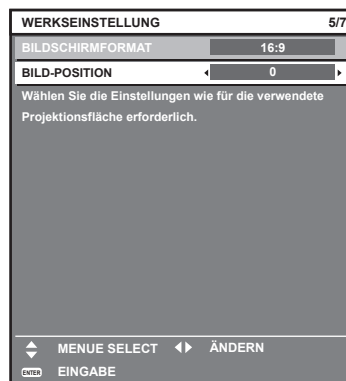 WERKSEINSTELLUNG 5/7
BILDSCHIRMFORMAT 16:9
BILD-POSITION 0
Wählen Sie die Einstellungen wie für die verwendete
Projektionsfläche erforderlich.
MENUE SELECT ÄNDERN
ENTER EINGABE